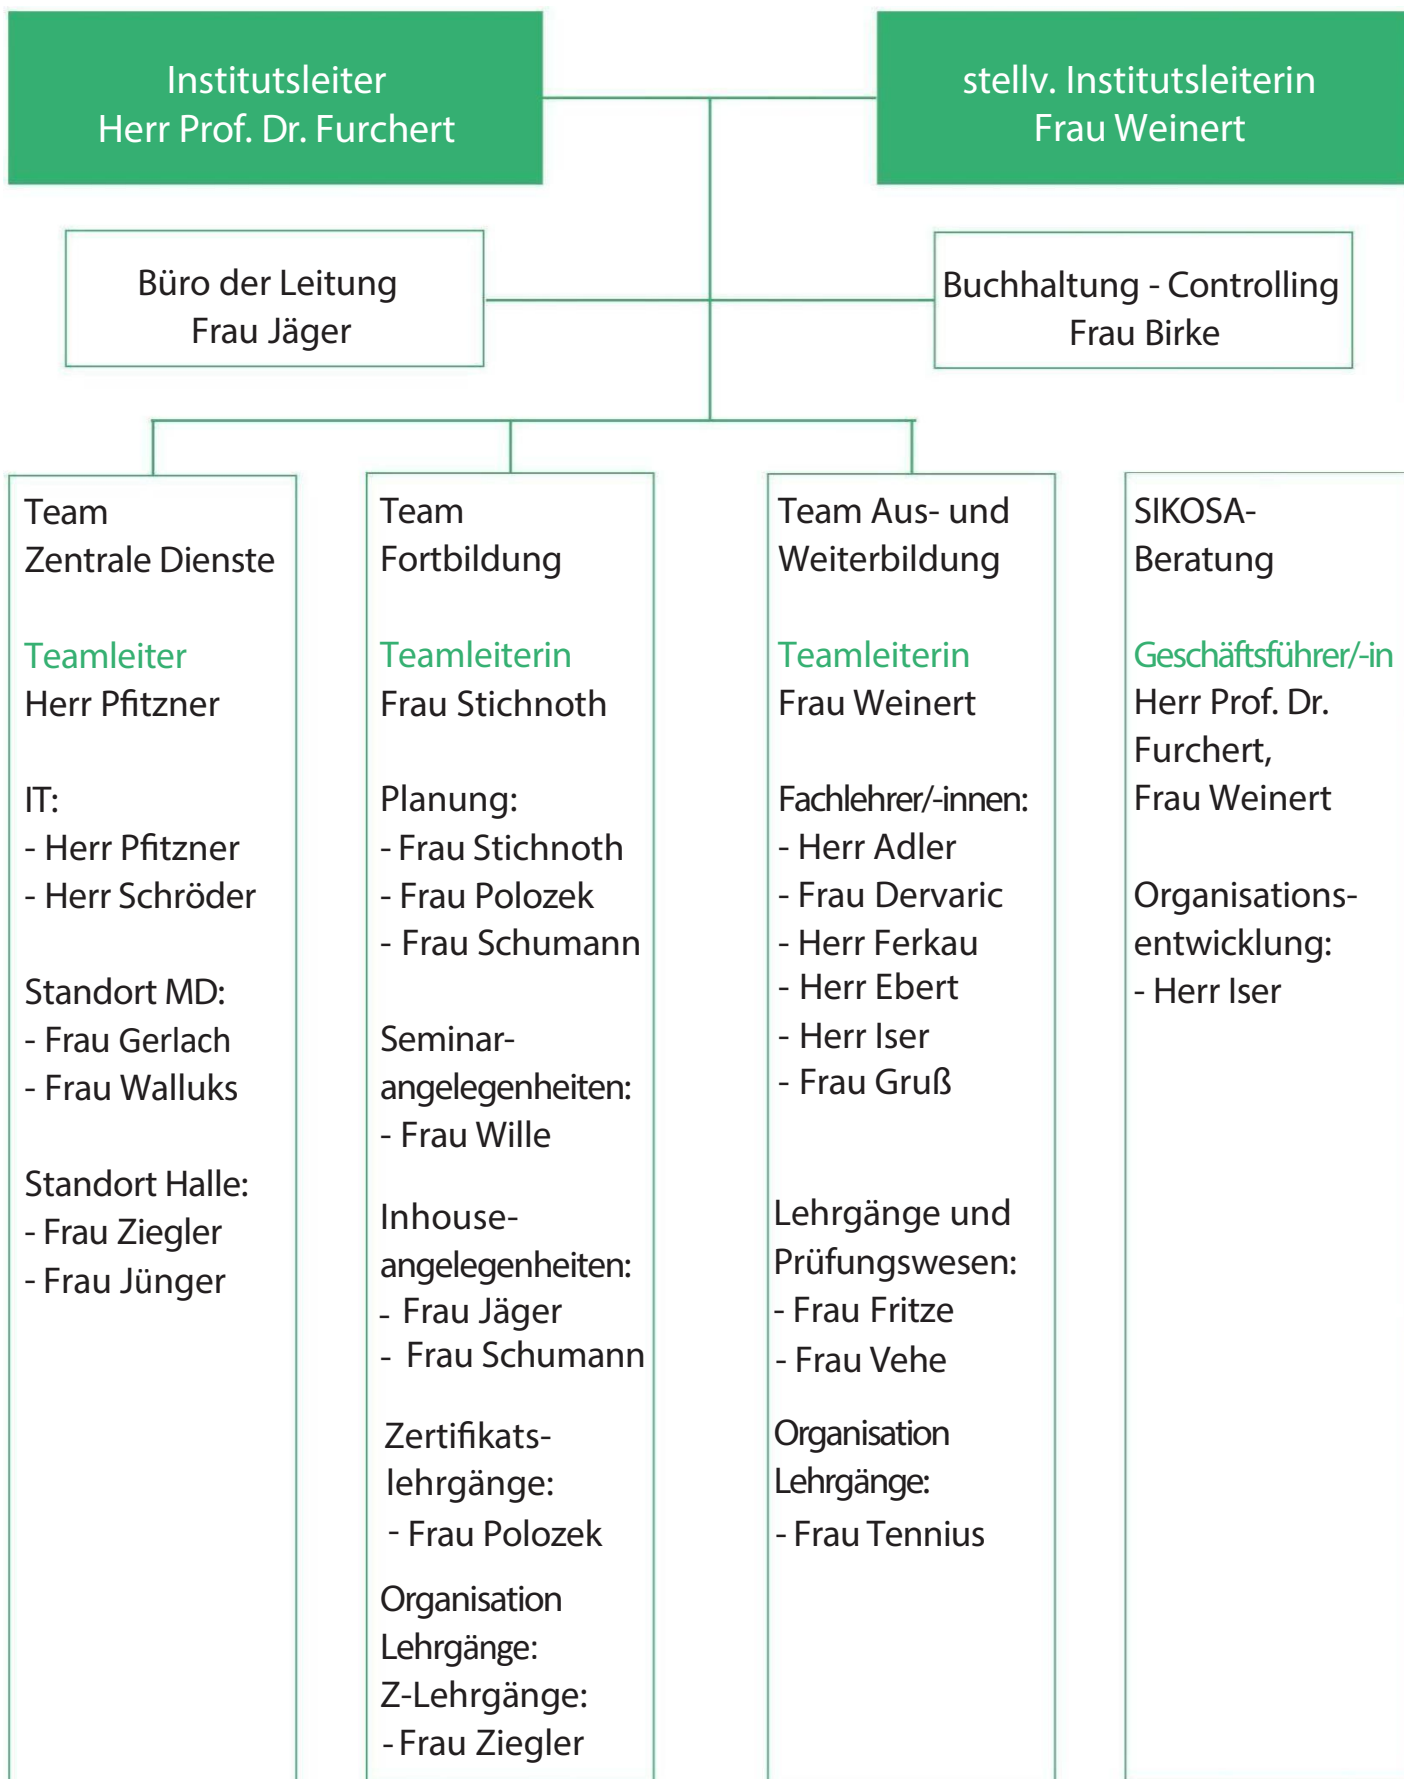 Institutsleiter
Herr Prof. Dr. Furchert
stellv. Institutsleiterin
Frau Weinert
Büro der Leitung
Frau Jäger
Buchhaltung - Controlling
Frau Birke
Team
Zentrale Dienste
Teamleiter
Herr Pfitzner
IT:
- Herr Pfitzner
- Herr Schröder
Standort MD:
- Frau Gerlach
- Frau Walluks
Standort Halle:
- Frau Ziegler
- Frau Jünger
Team
Fortbildung
Teamleiterin
Frau Stichnoth
Planung:
- Frau Stichnoth
- Frau Polozek
- Frau Schumann
Seminar-
angelegenheiten:
- Frau Wille
Inhouse-
angelegenheiten:
- Frau Jäger
- Frau Schumann
Zertifikats-
lehrgänge:
- Frau Polozek
Organisation
Lehrgänge:
Z-Lehrgänge:
- Frau Ziegler
Team Aus- und
Weiterbildung
Teamleiterin
Frau Weinert
Fachlehrer/-innen:
- Herr Adler
- Frau Dervaric
- Herr Ferkau
- Herr Ebert
- Herr Iser
- Frau Gruß
Lehrgänge und
Prüfungswesen:
- Frau Fritze
- Frau Vehe
Organisation
Lehrgänge:
- Frau Tennius
SIKOSA-
Beratung
Geschäftsführer/-in
Herr Prof. Dr.
Furchert,
Frau Weinert
Organisations-
entwicklung:
- Herr Iser